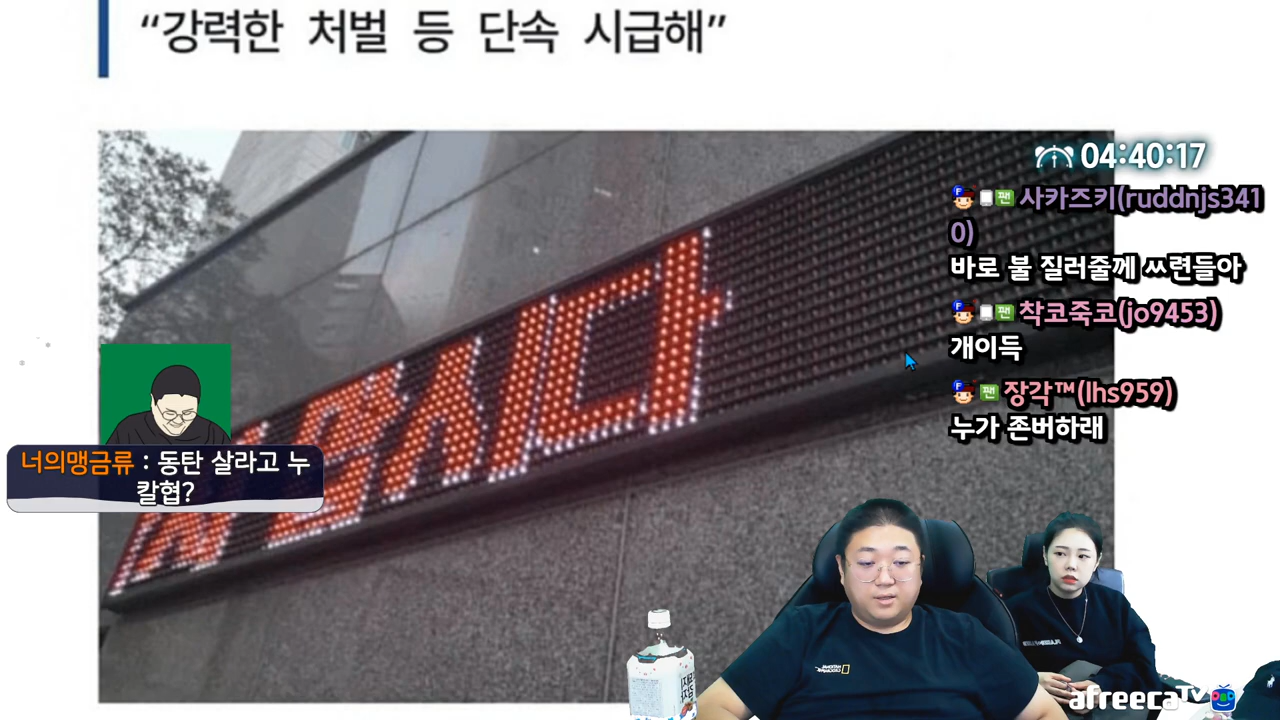 “강력한 처벌 등 단속 시급해”
04:40:17
사카즈키(ruddnjs341
0)
바로 불 질러줄께 ㅆ련들아
착코죽코(jo9453)
개이득
장각™(lhs959)
누가 존버하래
너의맹금류 : 동탄 살라고 누
칼협?
시다
afreecaTV